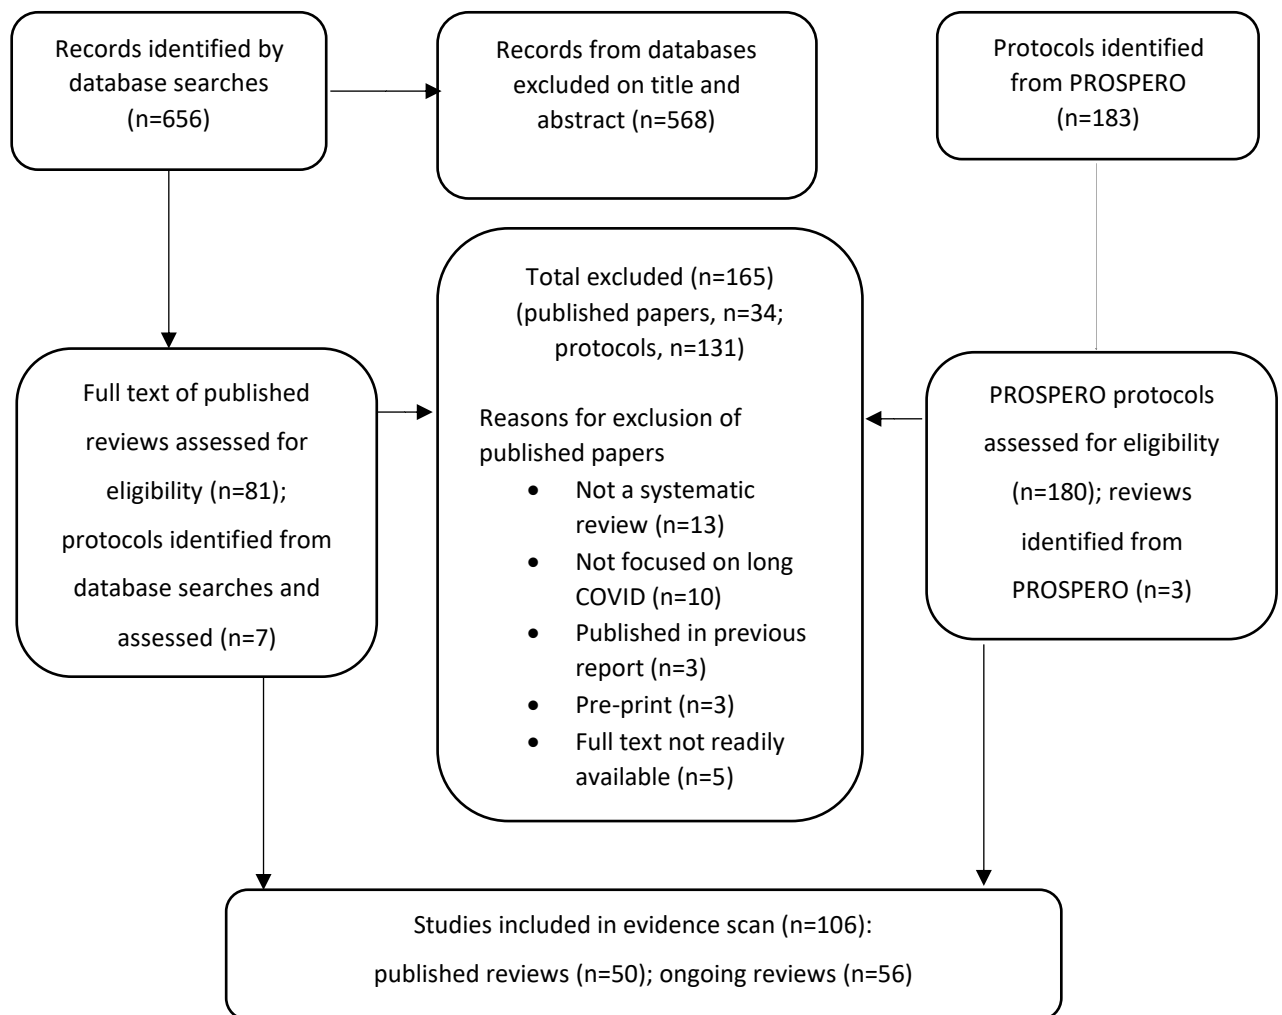 Records identified by
database searches
(n=656)
Records from databases
excluded on title and
abstract (n=568)
Protocols identified
from PROSPERO
(n=183)
Total excluded (n=165)
(published papers, n=34;
protocols, n=131)
Reasons for exclusion of
published papers
• Not a systematic
review (n=13)
• Not focused on long
COVID (n=10)
• Published in previous
report (n=3)
• Pre-print (n=3)
• Full text not readily
available (n=5)
Full text of published
reviews assessed for
eligibility (n=81);
protocols identified from
database searches and
assessed (n=7)
PROSPERO protocols
assessed for eligibility
(n=180); reviews
identified from
PROSPERO (n=3)
Studies included in evidence scan (n=106):
published reviews (n=50); ongoing reviews (n=56)